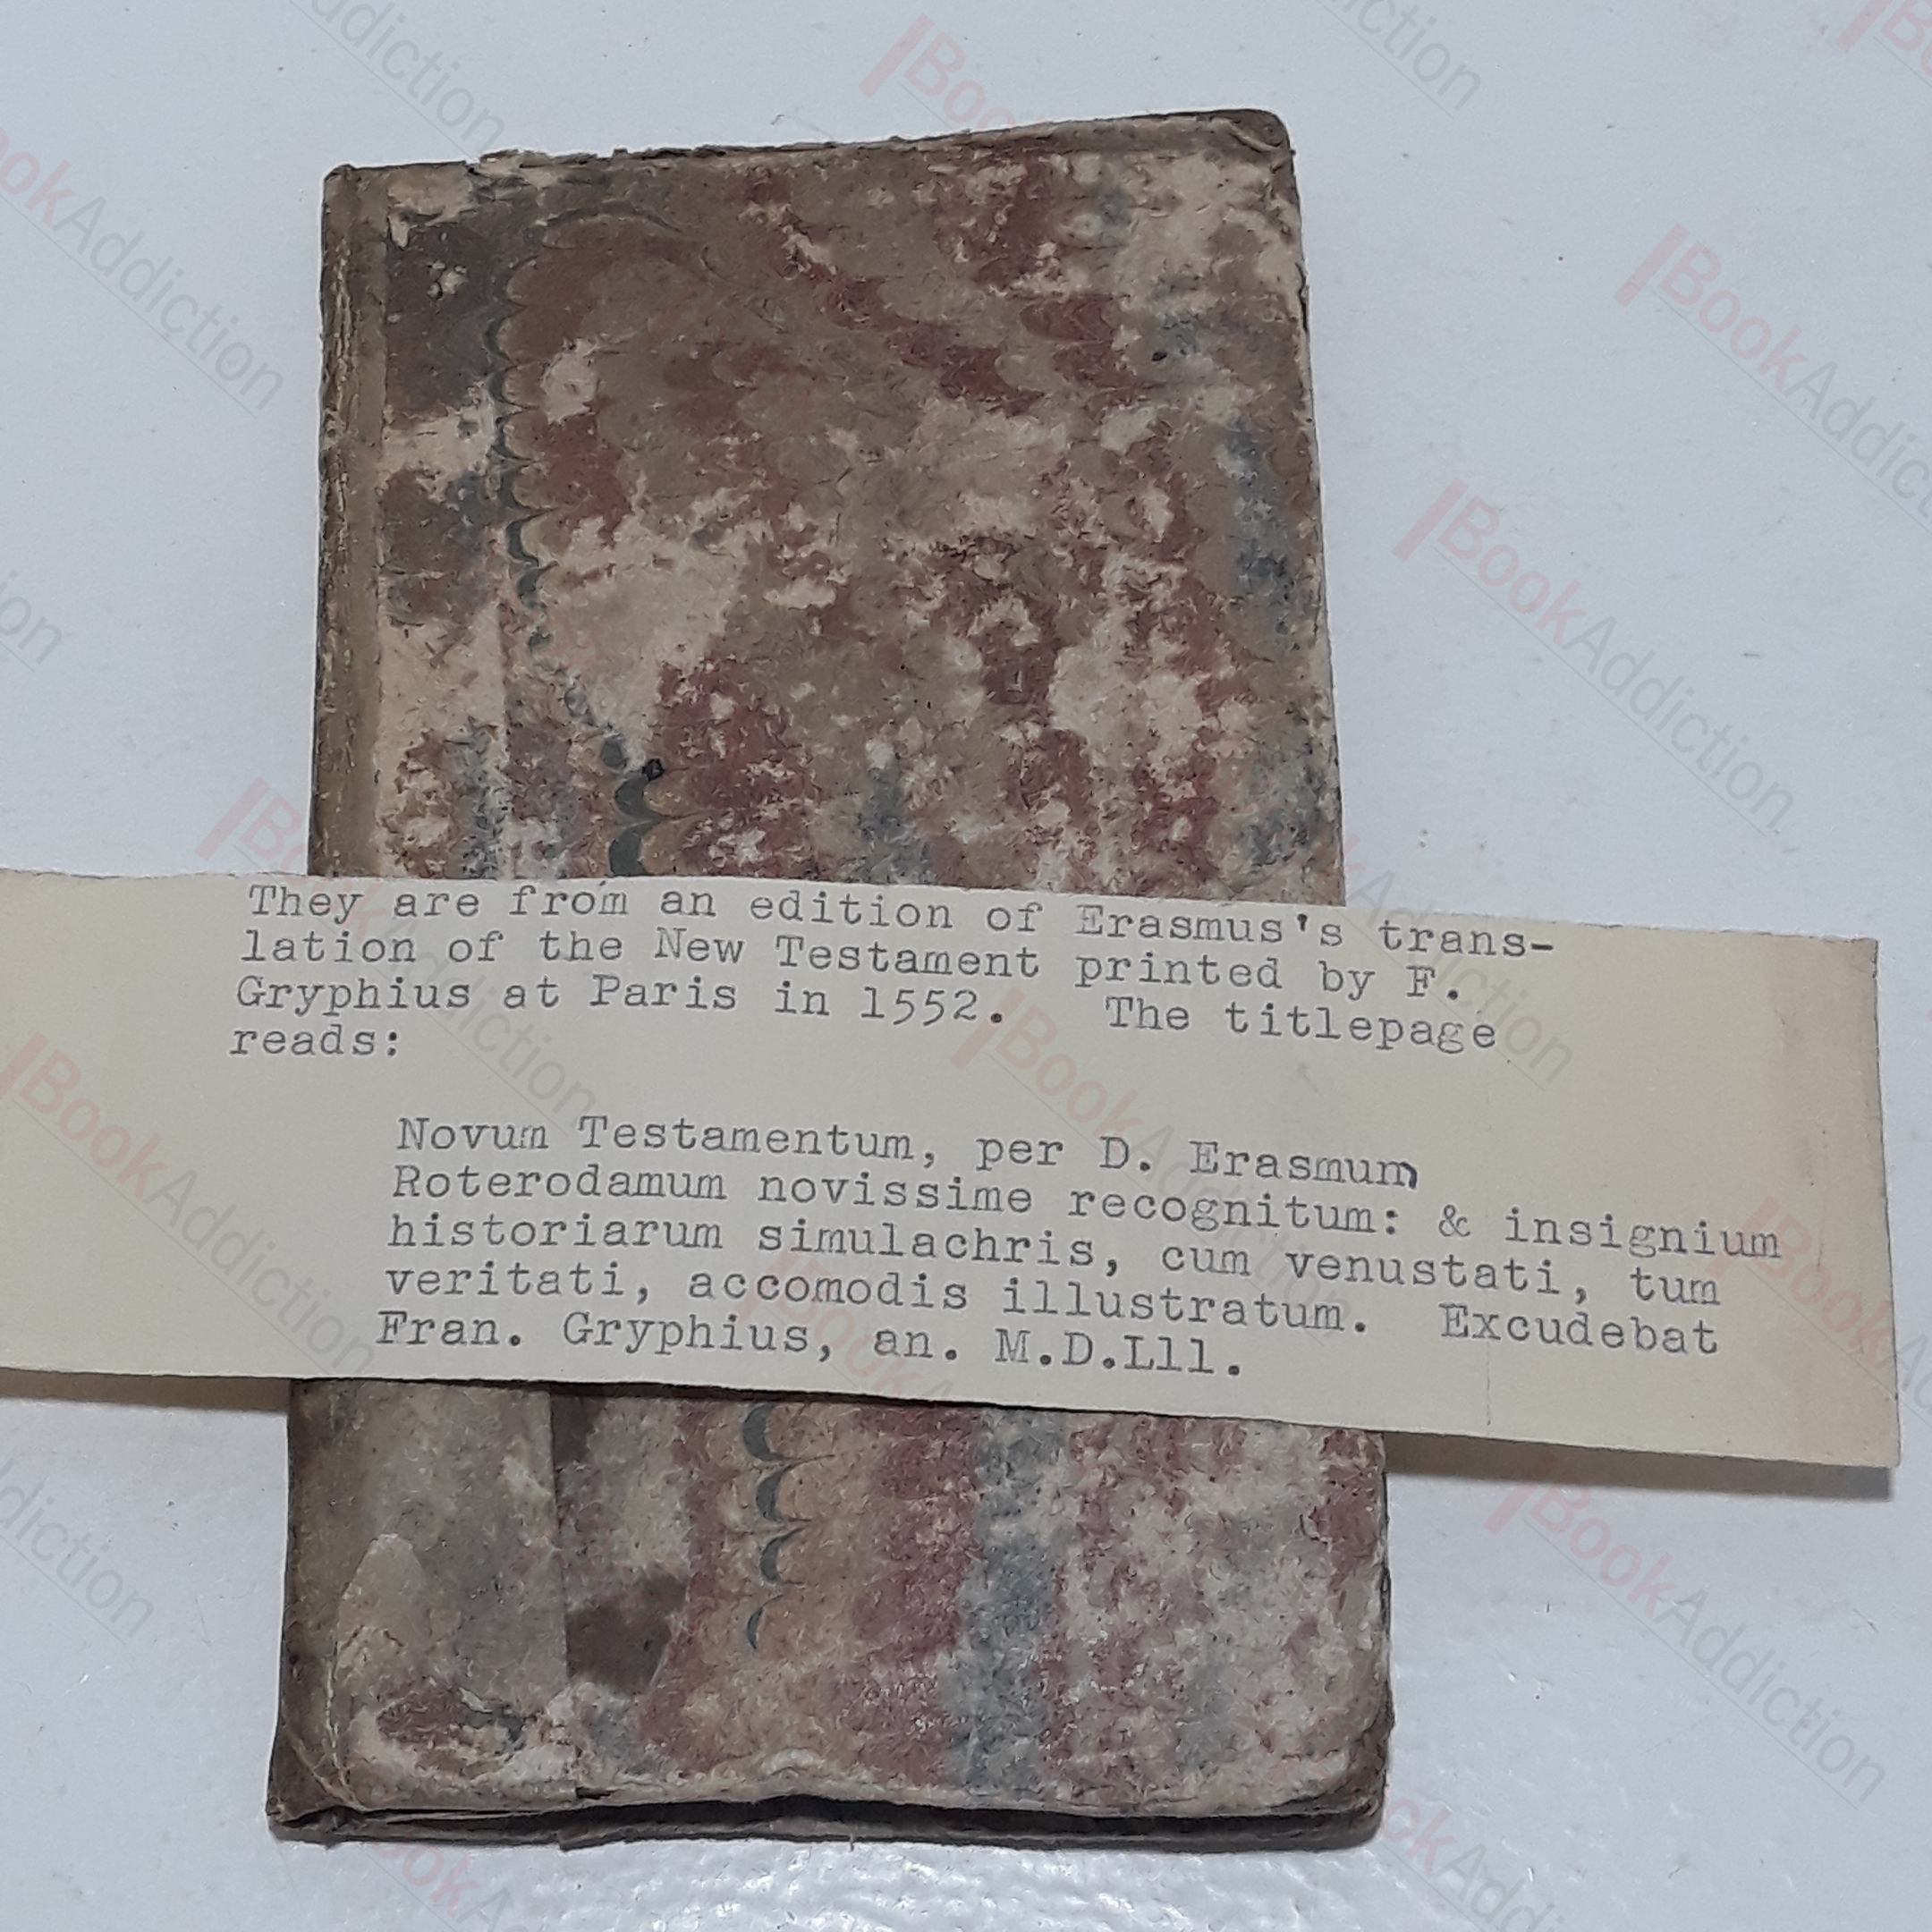 They are from an edition of Erasmus's trans-
lation of the New Testament printed by F.
Gryphius at Paris in 1552.   The titlepage
reads:
Novum Testamentum, per D. Erasmum
Roterodamum novissime recognitum: & insignium
historiarum simulachris, cum venustati, tum
veritati, accomodis illustratum.  Excudebat
Fran. Gryphius, an. M.D.Lll.
BookAddiction